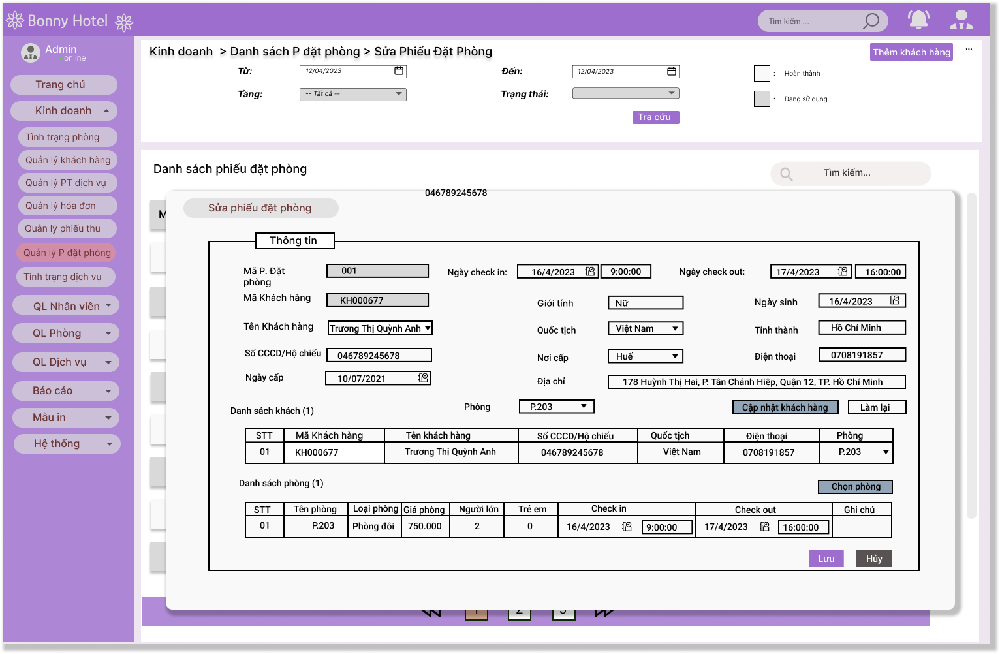 Bonny Hotel
Tìm kiếm ....
Admin
online
Trang chủ
Kinh doanh
Tình trạng phòng
Quản lý khách hàng
Quản lý PT dịch vụ
Quản lý hóa đơn
Quản lý phiếu thu
Quản lý P đặt phòng
Tình trạng dịch vụ
QL Nhân viên
QL Phòng
QL Dịch vụ
Báo cáo
Mẫu in
Hệ thống
Kinh doanh > Danh sách P đặt phòng > Sửa Phiếu Đặt Phòng
Thêm khách hàng
...
Từ: 12/04/2023
Đến: 12/04/2023
: Hoàn thành
Tầng: -- Tất cả --
Trạng thái:
: Đang sử dụng
Tra cứu
Danh sách phiếu đặt phòng
Tìm kiếm...
046789245678
M
Sửa phiếu đặt phòng
Thông tin
Mã P. Đặt
phòng
001
Ngày check in: 16/4/2023 9:00:00
Ngày check out: 17/4/2023 16:00:00
Mã Khách hàng KH000677
Giới tính Nữ
Ngày sinh 16/4/2023
Tên Khách hàng Trương Thị Quỳnh Anh
Quốc tịch Việt Nam
Tỉnh thành Hồ Chí Minh
Số CCCD/Hộ chiếu 046789245678
Nơi cấp Huế
Điện thoại 0708191857
Ngày cấp 10/07/2021
Địa chỉ 178 Huỳnh Thị Hai, P. Tân Chánh Hiệp, Quận 12, TP. Hồ Chí Minh
Danh sách khách (1)
Phòng P.203
Cập nhật khách hàng
Làm lại
STT Mã Khách hàng Tên khách hàng Số CCCD/Hộ chiếu Quốc tịch Điện thoại Phòng
01 KH000677 Trương Thị Quỳnh Anh 046789245678 Việt Nam 0708191857 P.203
Danh sách phòng (1)
Chọn phòng
STT Tên phòng Loại phòng Giá phòng Người lớn Trẻ em Check in Check out Ghi chú
01 P.203 Phòng đôi 750.000 2 0 16/4/2023 9:00:00 17/4/2023 16:00:00
Lưu
Hủy
1 2 3